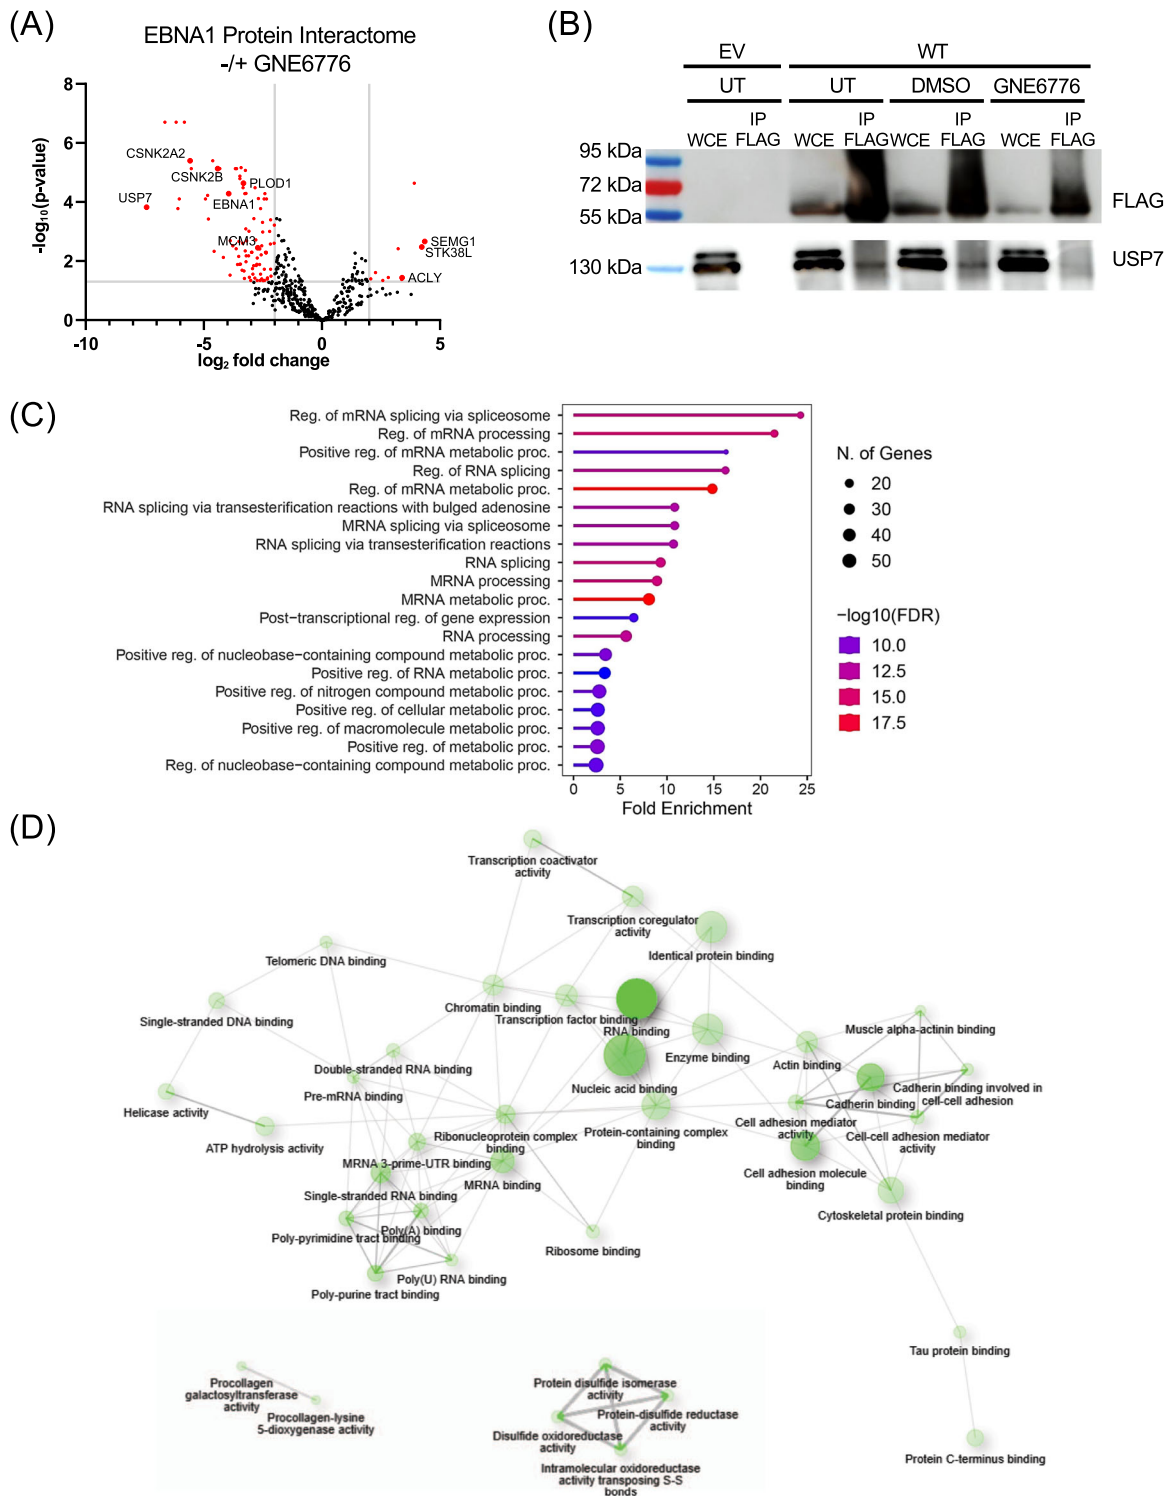 (A)
EBNA1 Protein Interactome
-/+ GNE6776
8
6
4
2
0
-log10(p-value)
CSNK2A2
CSNK2B
PLOD1
USP7
EBNA1
MCM3
SEMG1
STK38L
ACLY
-10
-5
0
5
log2 fold change
(B)
EV
WT
UT
UT
DMSO
GNE6776
IP
IP
IP
IP
WCE
FLAG
WCE
FLAG
WCE
FLAG
WCE
FLAG
95 kDa
72 kDa
55 kDa
FLAG
130 kDa
USP7
(C)
Reg. of mRNA splicing via spliceosome
Reg. of mRNA processing
Positive reg. of mRNA metabolic proc.
Reg. of RNA splicing
Reg. of mRNA metabolic proc.
RNA splicing via transesterification reactions with bulged adenosine
MRNA splicing via spliceosome
RNA splicing via transesterification reactions
RNA splicing
MRNA processing
MRNA metabolic proc.
Post−transcriptional reg. of gene expression
RNA processing
Positive reg. of nucleobase−containing compound metabolic proc.
Positive reg. of RNA metabolic proc.
Positive reg. of nitrogen compound metabolic proc.
Positive reg. of cellular metabolic proc.
Positive reg. of macromolecule metabolic proc.
Positive reg. of metabolic proc.
Reg. of nucleobase−containing compound metabolic proc.
0
5
10
15
20
25
Fold Enrichment
N. of Genes
20
30
40
50
−log10(FDR)
10.0
12.5
15.0
17.5
(D)
Transcription coactivator
activity
Transcription coregulator
activity
Identical protein binding
Telomeric DNA binding
Chromatin binding
Transcription factor binding
RNA binding
Single-stranded DNA binding
Muscle alpha-actinin binding
Enzyme binding
Actin binding
Double-stranded RNA binding
Nucleic acid binding
Cadherin binding involved in
cell-cell adhesion
Pre-mRNA binding
Cadherin binding
Helicase activity
Cell adhesion mediator
activity
Ribonucleoprotein complex
binding
Protein-containing complex
binding
Cell-cell adhesion mediator
activity
ATP hydrolysis activity
MRNA 3-prime-UTR binding
Cell adhesion molecule
binding
MRNA binding
Single-stranded RNA binding
Cytoskeletal protein binding
Poly(A) binding
Poly-pyrimidine tract binding
Ribosome binding
Poly(U) RNA binding
Poly-purine tract binding
Tau protein binding
Procollagen
galactosyltransferase
activity
Procollagen-lysine
5-dioxygenase activity
Protein disulfide isomerase
activity
Protein-disulfide reductase
activity
Disulfide oxidoreductase
activity
Intramolecular oxidoreductase
activity transposing S-S
bonds
Protein C-terminus binding